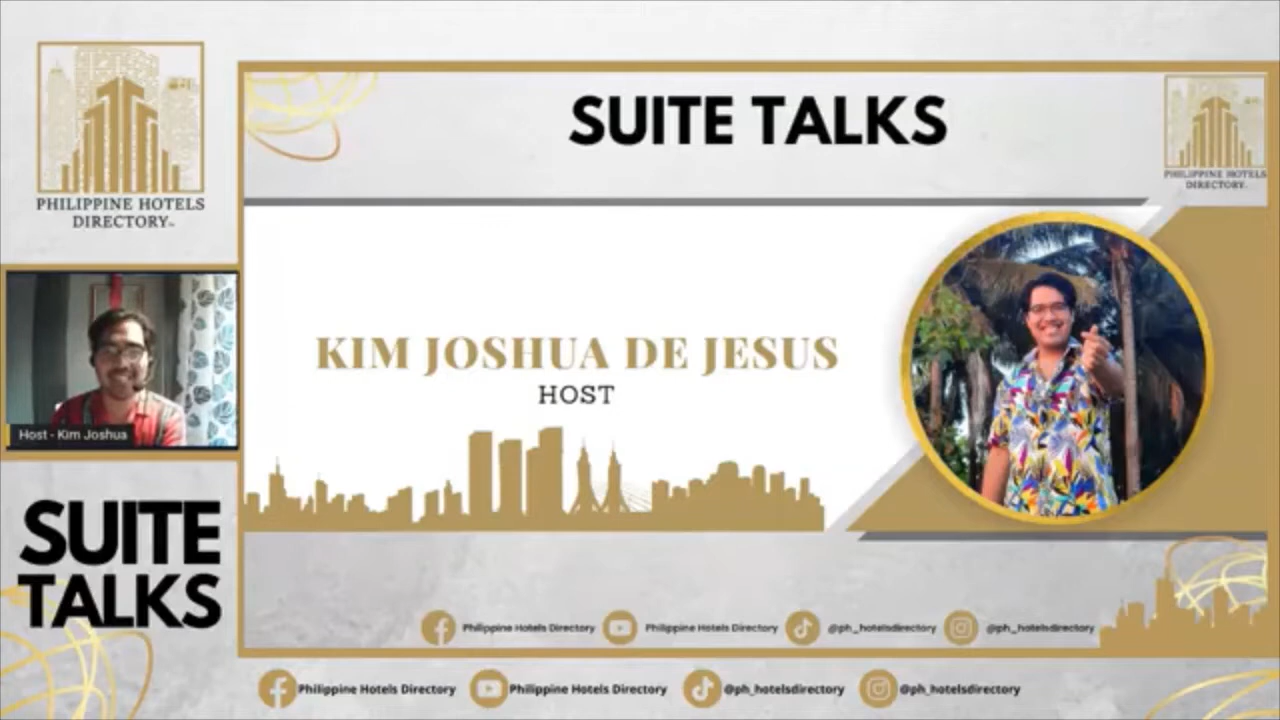 PHILIPPINE HOTELS
DIRECTORY™
Host - Kim Joshua
SUITE
TALKS
SUITE TALKS
PHILIPPINE HOTELS
DIRECTORY
KIM JOSHUA DE JESUS
HOST
Philippine Hotels Directory Philippine Hotels Directory @ph_hotelsdirectory @ph_hotelsdirectory
Philippine Hotels Directory Philippine Hotels Directory @ph_hotelsdirectory @ph_hotelsdirectory